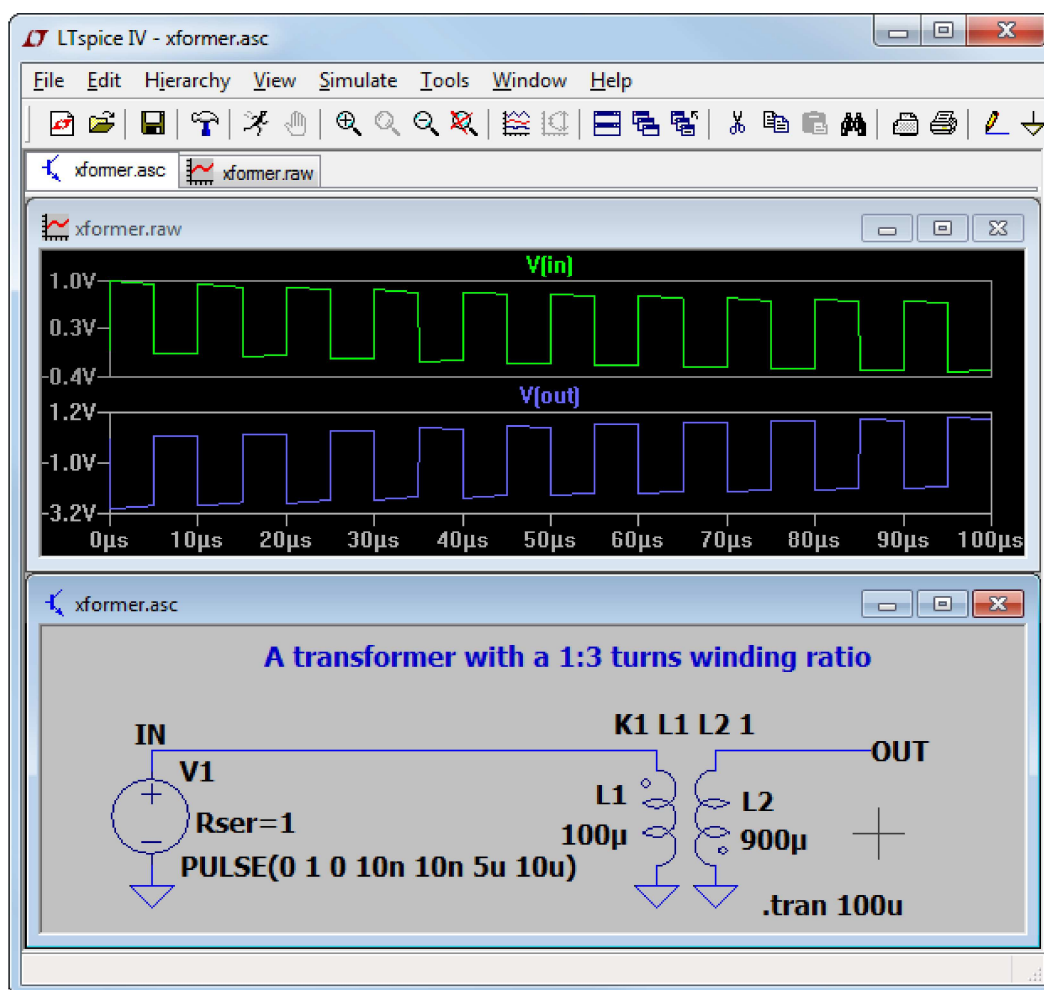 LTspice IV - xformer.asc
File Edit Hierarchy View Simulate Tools Window Help
xformer.asc xformer.raw
xformer.raw
V(in)
1.0V
0.3V
-0.4V
V(out)
1.2V
-1.0V
-3.2V
0µs 10µs 20µs 30µs 40µs 50µs 60µs 70µs 80µs 90µs 100µs
xformer.asc
A transformer with a 1:3 turns winding ratio
K1 L1 L2 1
IN
OUT
V1
L1
L2
Rser=1
100µ
900µ
PULSE(0 1 0 10n 10n 5u 10u)
.tran 100u